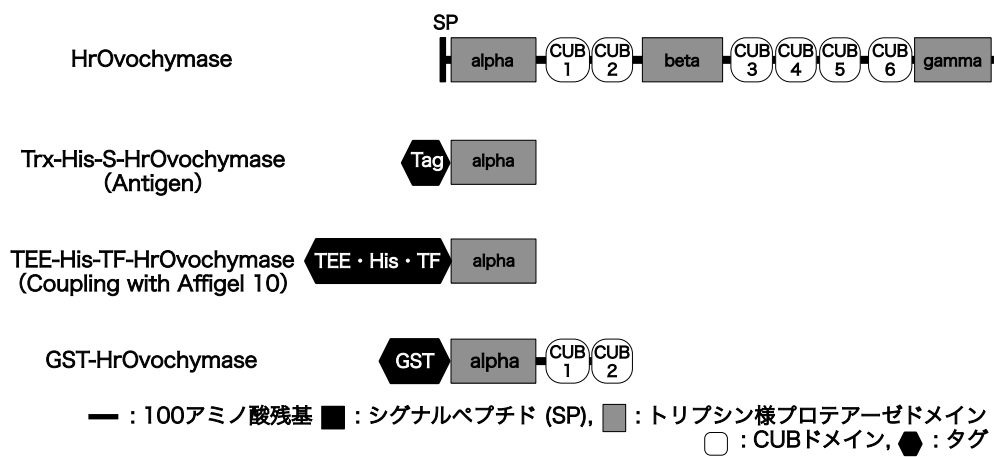 SP
HrOvochymase
alpha
CUB
1
CUB
2
beta
CUB
3
CUB
4
CUB
5
CUB
6
gamma
Trx-His-S-HrOvochymase
(Antigen)
Tag
alpha
TEE-His-TF-HrOvochymase
(Coupling with Affigel 10)
TEE・His・TF
alpha
GST-HrOvochymase
GST
alpha
CUB
1
CUB
2
: 100アミノ酸残基 : シグナルペプチド (SP), : トリプシン様プロテアーゼドメイン
: CUBドメイン, : タグ